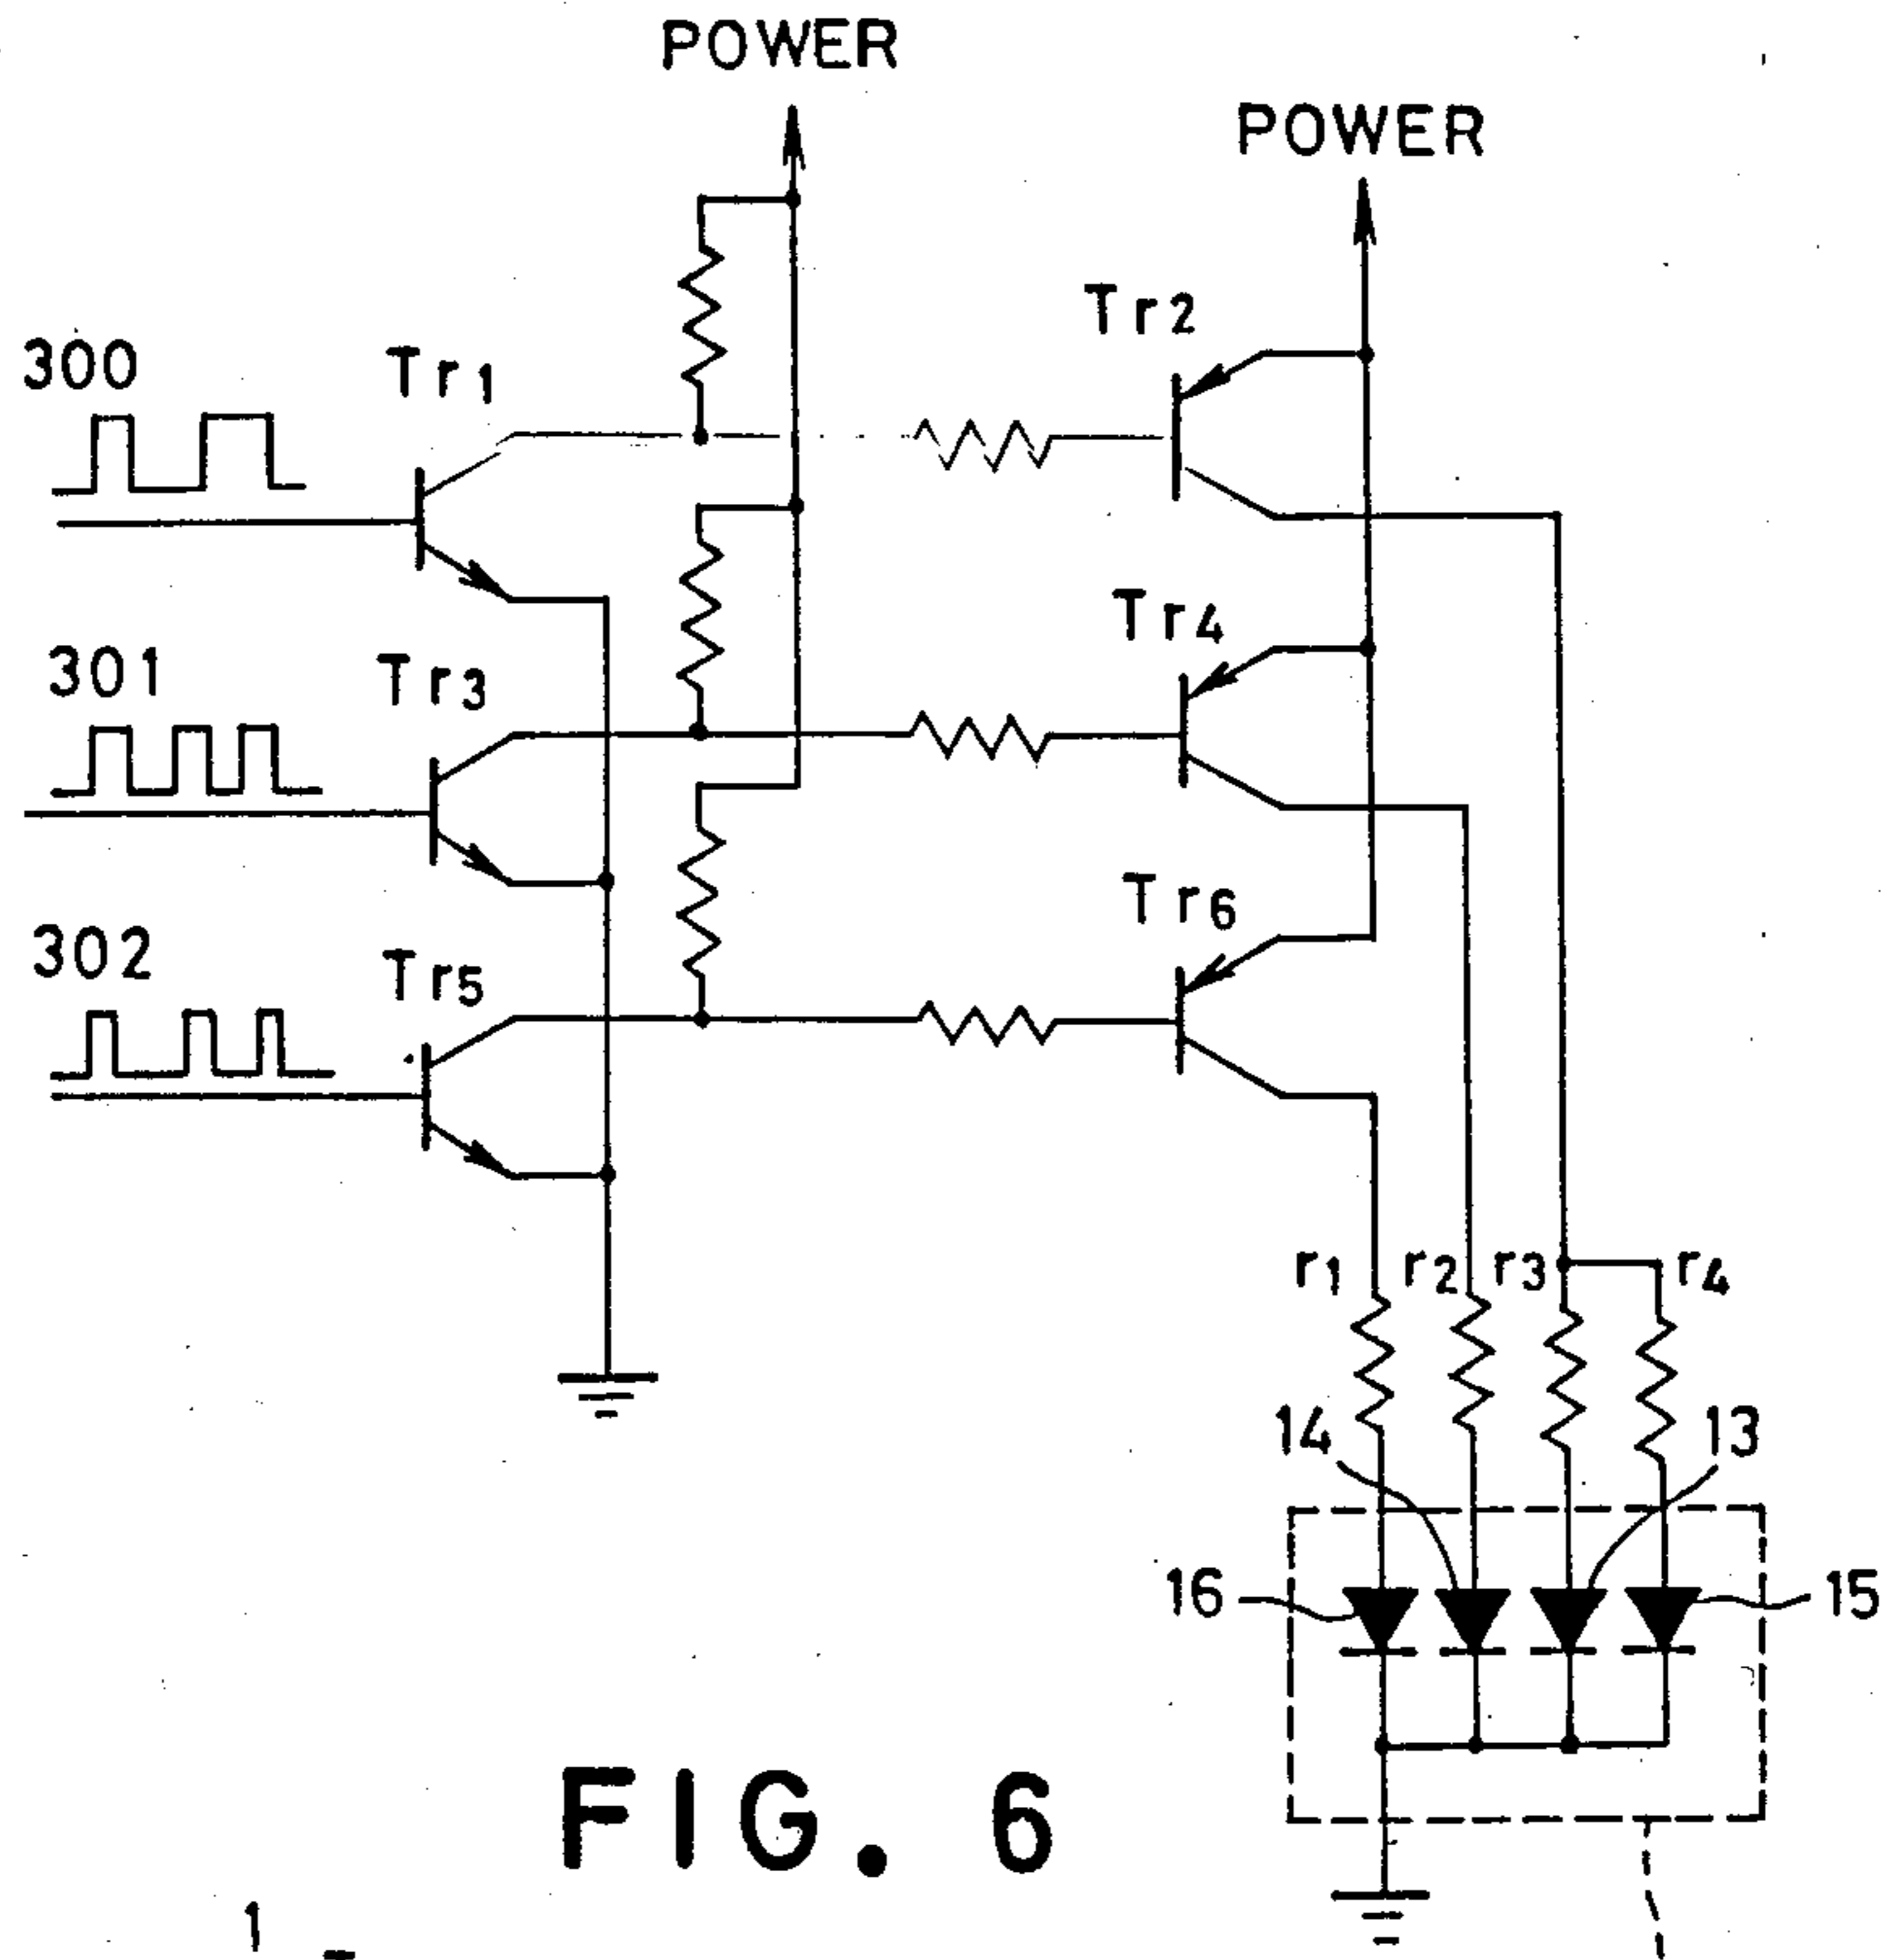 POWER
POWER
300
Tr1
Tr2
301
Tr3
Tr4
302
Tr5
Tr6
r1 r2 r3 r4
14
13
16
15
FIG. 6
1